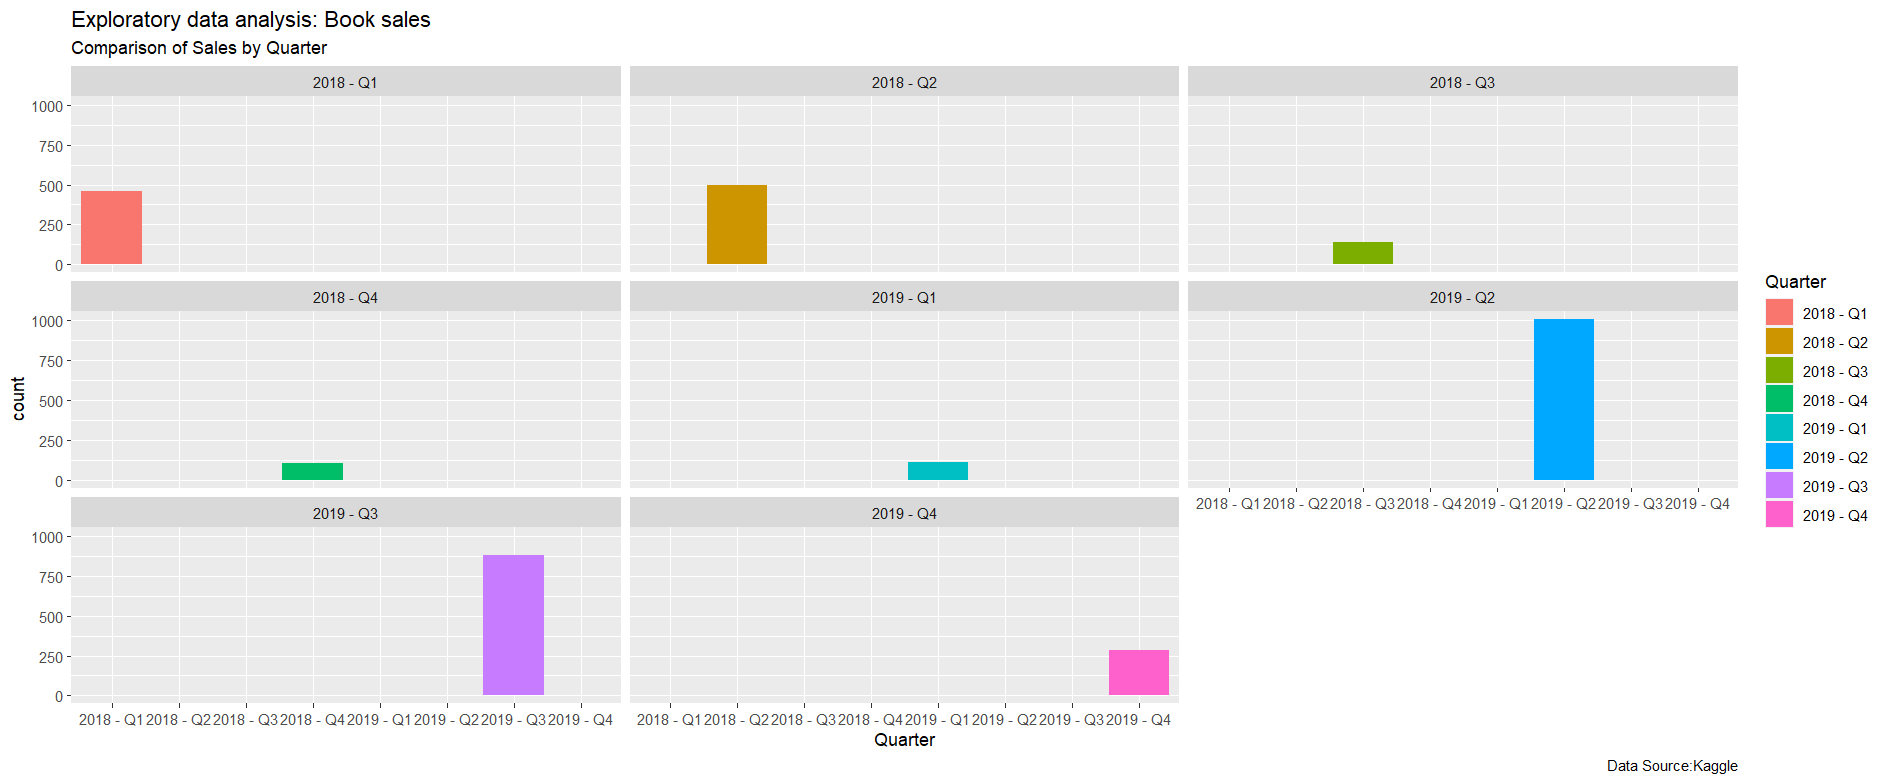 Exploratory data analysis: Book sales
Comparison of Sales by Quarter
2018 - Q1
2018 - Q2
2018 - Q3
1000
750
500
250
0
2018 - Q4
2019 - Q1
2019 - Q2
1000
750
500
250
0
2018 - Q1 2018 - Q2 2018 - Q3 2018 - Q4 2019 - Q1 2019 - Q2 2019 - Q3 2019 - Q4
2019 - Q3
2019 - Q4
1000
750
500
250
0
2018 - Q1 2018 - Q2 2018 - Q3 2018 - Q4 2019 - Q1 2019 - Q2 2019 - Q3 2019 - Q4
2018 - Q1 2018 - Q2 2018 - Q3 2018 - Q4 2019 - Q1 2019 - Q2 2019 - Q3 2019 - Q4
count
Quarter
Quarter
2018 - Q1
2018 - Q2
2018 - Q3
2018 - Q4
2019 - Q1
2019 - Q2
2019 - Q3
2019 - Q4
Data Source:Kaggle